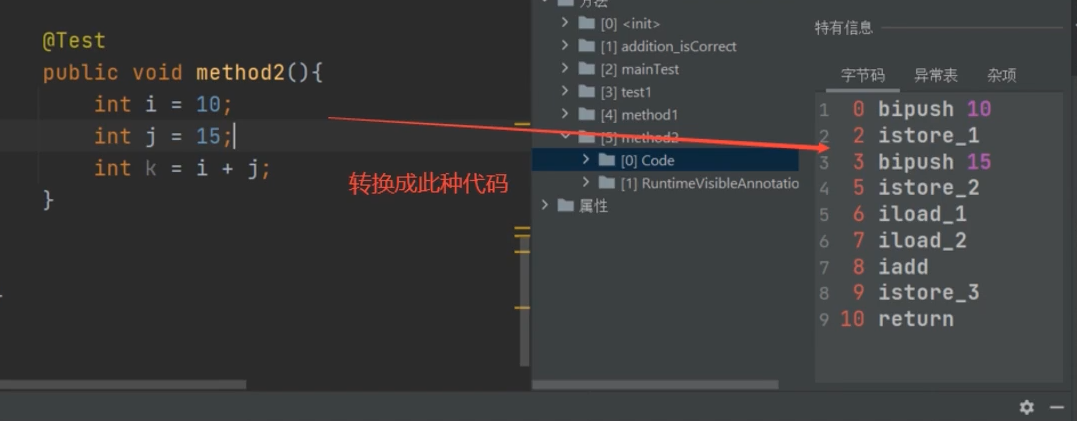 @Test
public void method2(){
int i = 10;
int j = 15;
int k = i + j;
}
转换成此种代码
方法
[0] <init>
[1] addition_isCorrect
[2] mainTest
[3] test1
[4] method1
[5] method2
[0] Code
[1] RuntimeVisibleAnnotatio
属性
特有信息
字节码 异常表 杂项
1 0 bipush 10
2 2 istore_1
3 3 bipush 15
4 5 istore_2
5 6 iload_1
6 7 iload_2
7 8 iadd
8 9 istore_3
9 10 return